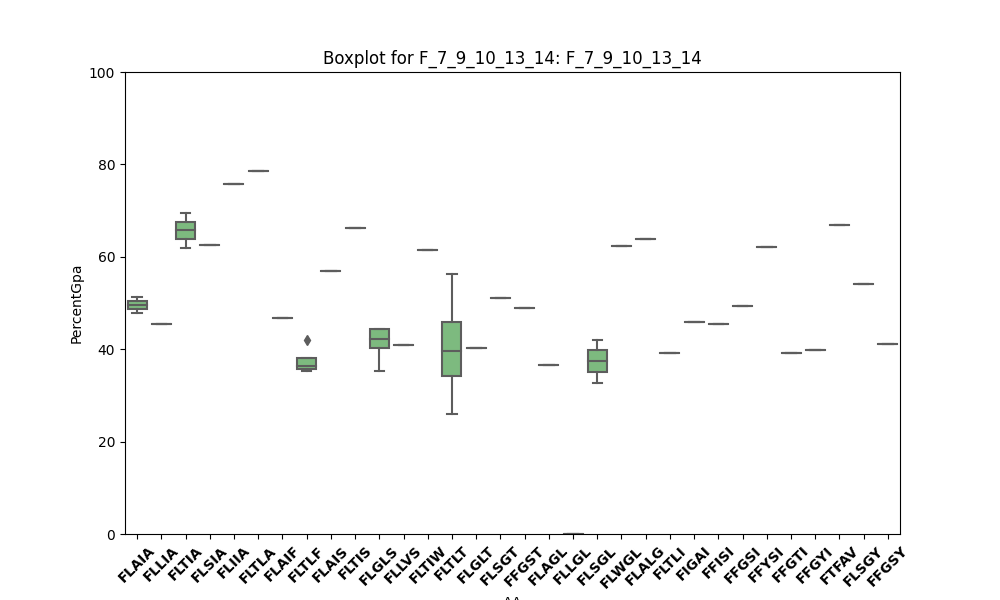 Boxplot for F_7_9_10_13_14: F_7_9_10_13_14
PercentGpa
100
80
60
40
20
0
FLAIA
FLLIA
FLTIA
FLSIA
FLIIA
FLTLA
FLAIF
FLTLF
FLAIS
FLTIS
FLGLS
FLLVS
FLTIW
FLTLT
FLGLT
FLSGT
FFGST
FLAGL
FLLGL
FLSGL
FLWGL
FLALG
FLTLI
FIGAI
FFISI
FFGSI
FFYSI
FFGTI
FFGYI
FTFAV
FLSGY
FFGSY